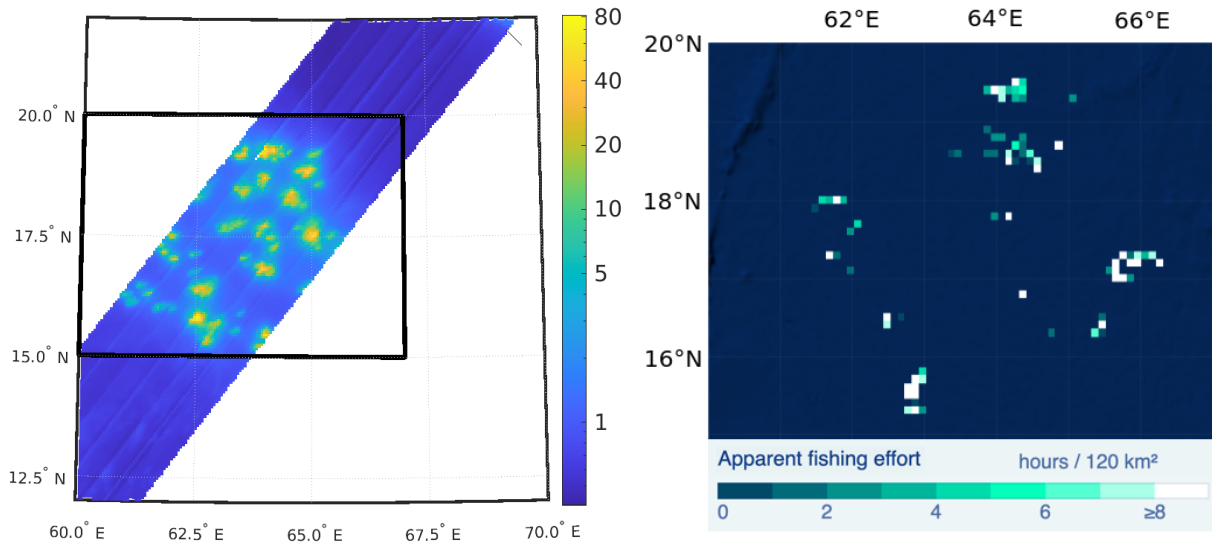 80
40
20
10
5
1
20.0° N
17.5° N
15.0° N
12.5° N
60.0° E 62.5° E 65.0° E 67.5° E 70.0° E
62°E 64°E 66°E
20°N
18°N
16°N
Apparent fishing effort hours / 120 km²
0 2 4 6 ≥8